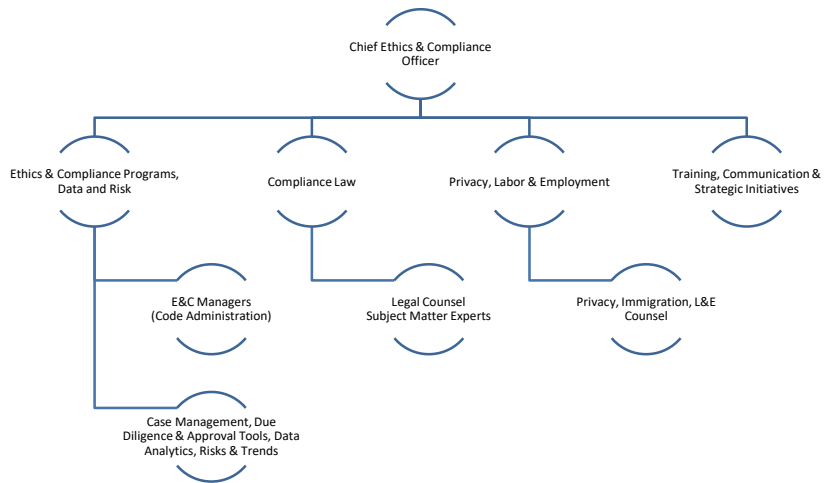 Chief Ethics & Compliance
Officer
Ethics & Compliance Programs,
Data and Risk
Compliance Law
Privacy, Labor & Employment
Training, Communication &
Strategic Initiatives
E&C Managers
(Code Administration)
Legal Counsel
Subject Matter Experts
Privacy, Immigration, L&E
Counsel
Case Management, Due
Diligence & Approval Tools, Data
Analytics, Risks & Trends